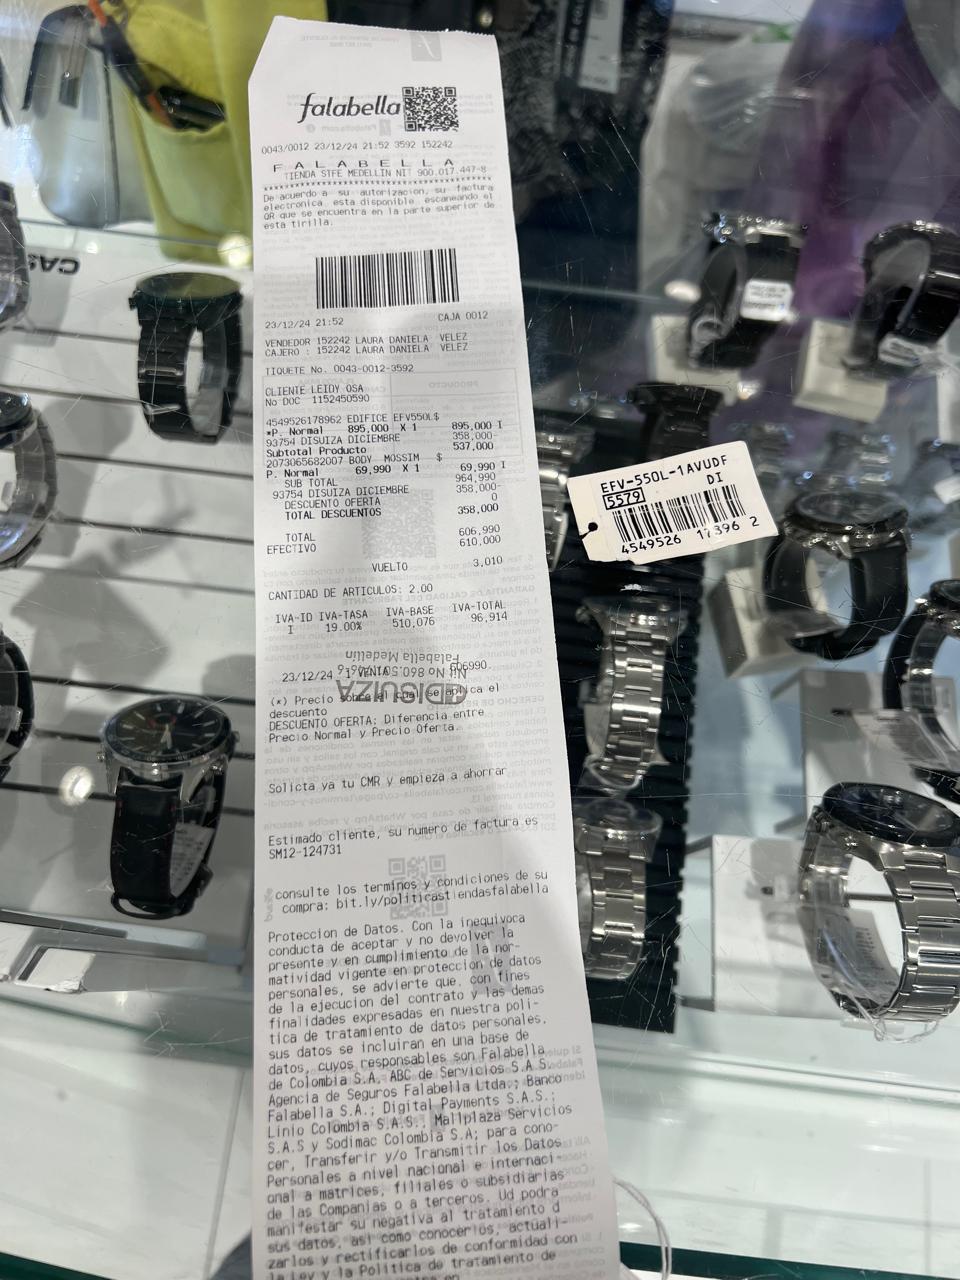 falabella
0043/0012 23/12/24 21:52 3592 152242
F A L A B E L L A
TIENDA STFE MEDELLIN NIT 900.017.447-8
De acuerdo a su autorizacion, su factura
electronica, esta disponible, escaneando el
QR que se encuentra en la parte superior de
esta tirilla.
23/12/24 21:52 CAJA 0012
VENDEDOR 152242 LAURA DANIELA VELEZ
CAJERO : 152242 LAURA DANIELA VELEZ
TIQUETE No. 0043-0012-3592
CLIENTE LEIDY OSA
No DOC 1152450590
4549526178962 EDIFICE EFV550L$
*P. Normal 895,000 X 1 895,000 I
93754 DISUIZA DICIEMBRE 358,000-
Subtotal Producto 537,000
2073065682007 BODY MOSSIM $
P. Normal 69,990 X 1 69,990 I
SUB TOTAL 964,990
93754 DISUIZA DICIEMBRE 358,000-
DESCUENTO OFERTA 0
TOTAL DESCUENTOS 358,000
TOTAL 606,990
EFECTIVO 610,000
VUELTO 3,010
CANTIDAD DE ARTICULOS: 2.00
IVA-ID IVA-TASA IVA-BASE IVA-TOTAL
I 19.00% 510,076 96,914
Falabella Medellín
DISUIZA
23/12/24 1 VENTA 606990.
(*) Precio sobre el cual se aplica el
descuento
DESCUENTO OFERTA: Diferencia entre
Precio Normal y Precio Oferta.
Solicta ya tu CMR y empieza a ahorrar
Estimado cliente, su numero de factura es
SM12-124731
consulte los terminos y condiciones de su
compra: bit.ly/politicastiendasfalabella
Proteccion de Datos. Con la inequivoca
conducta de aceptar y no devolver la
presente y en cumplimiento de la nor-
matividad vigente en proteccion de datos
personales, se advierte que, con fines
de la ejecucion del contrato y las demas
finalidades expresadas en nuestra poli-
tica de tratamiento de datos personales,
sus datos se incluiran en una base de
datos, cuyos responsables son Falabella
de Colombia S.A, ABC de Servicios S.A.S,
Agencia de Seguros Falabella Ltda.; Banco
Falabella S.A.; Digital Payments S.A.S.;
Linio Colombia S.A.S., Mallplaza Servicios
S.A.S y Sodimac Colombia S.A; para cono-
cer, Transferir y/o Transmitir los Datos
Personales a nivel nacional e internaci-
onal a matrices, filiales o subsidiarias
de las Companias o a terceros. Ud podra
manifestar su negativa al tratamiento d
sus datos, asi como conocerlos, actuali-
zarlos y rectificarlos de conformidad con
la ley y la Politica de tratamiento de
EFV-550L-1AVUDF
5579 DI
4549526 17896 2